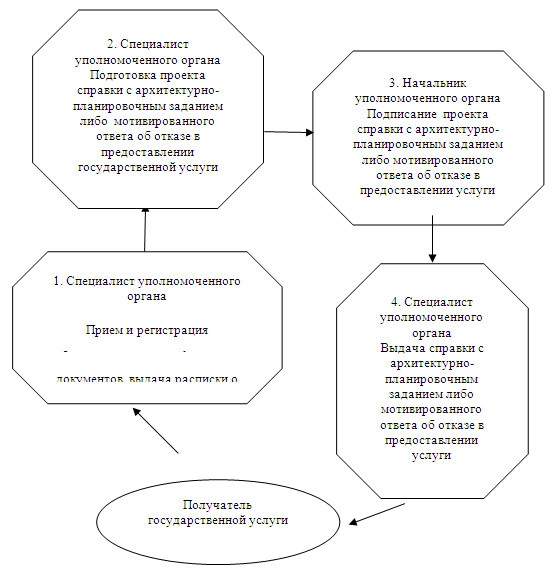 2. Специалист
уполномоченного органа
Подготовка проекта
справки с архитектурно-
планировочным заданием
либо мотивированного
ответа об отказе в
предоставлении
государственной услуги
3. Начальник
уполномоченного органа
Подписание проекта
справки с архитектурно-
планировочным заданием
либо мотивированного
ответа об отказе в
предоставлении услуги
1. Специалист уполномоченного
органа
Прием и регистрация
документов, выдача расписки о
4. Специалист
уполномоченного
органа
Выдача справки с
архитектурно-
планировочным
заданием либо
мотивированного
ответа об отказе в
предоставлении
услуги
Получатель
государственной услуги